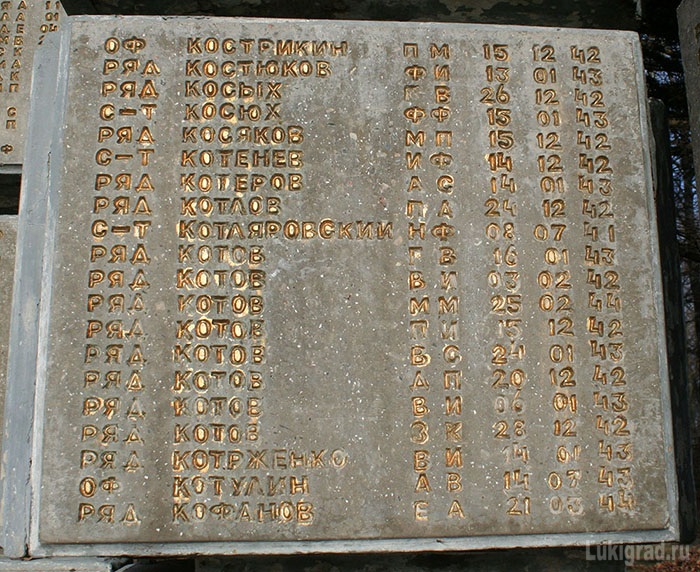 ОФ КОСТРИКИН П М 15 12 42
РЯД КОСТЮКОВ Ф И 13 01 43
РЯД КОСЫХ Г В 26 12 42
С-Т КОСЮХ Ф Ф 15 01 43
РЯД КОСЯКОВ М П 15 12 42
С-Т КОТЕНЕВ И Ф 14 12 42
РЯД КОТЕРОВ А С 14 01 43
РЯД КОТЛОВ П А 24 12 42
С-Т КОТЛЯРОВСКИЙ Н Ф 08 07 41
РЯД КОТОВ Г В 16 01 43
РЯД КОТОВ В И 03 02 42
РЯД КОТОВ М М 25 02 44
РЯД КОТОВ П И 15 12 42
РЯД КОТОВ В С 24 01 43
РЯД КОТОВ Д П 20 12 42
РЯД КОТОВ В И 06 01 43
РЯД КОТОВ З К 28 12 42
РЯД КОТРЖЕНКО В И 14 01 43
ОФ КОТУЛИН А В 14 07 43
РЯД КОФАНОВ Е А 21 03 44
Lukigrad.ru